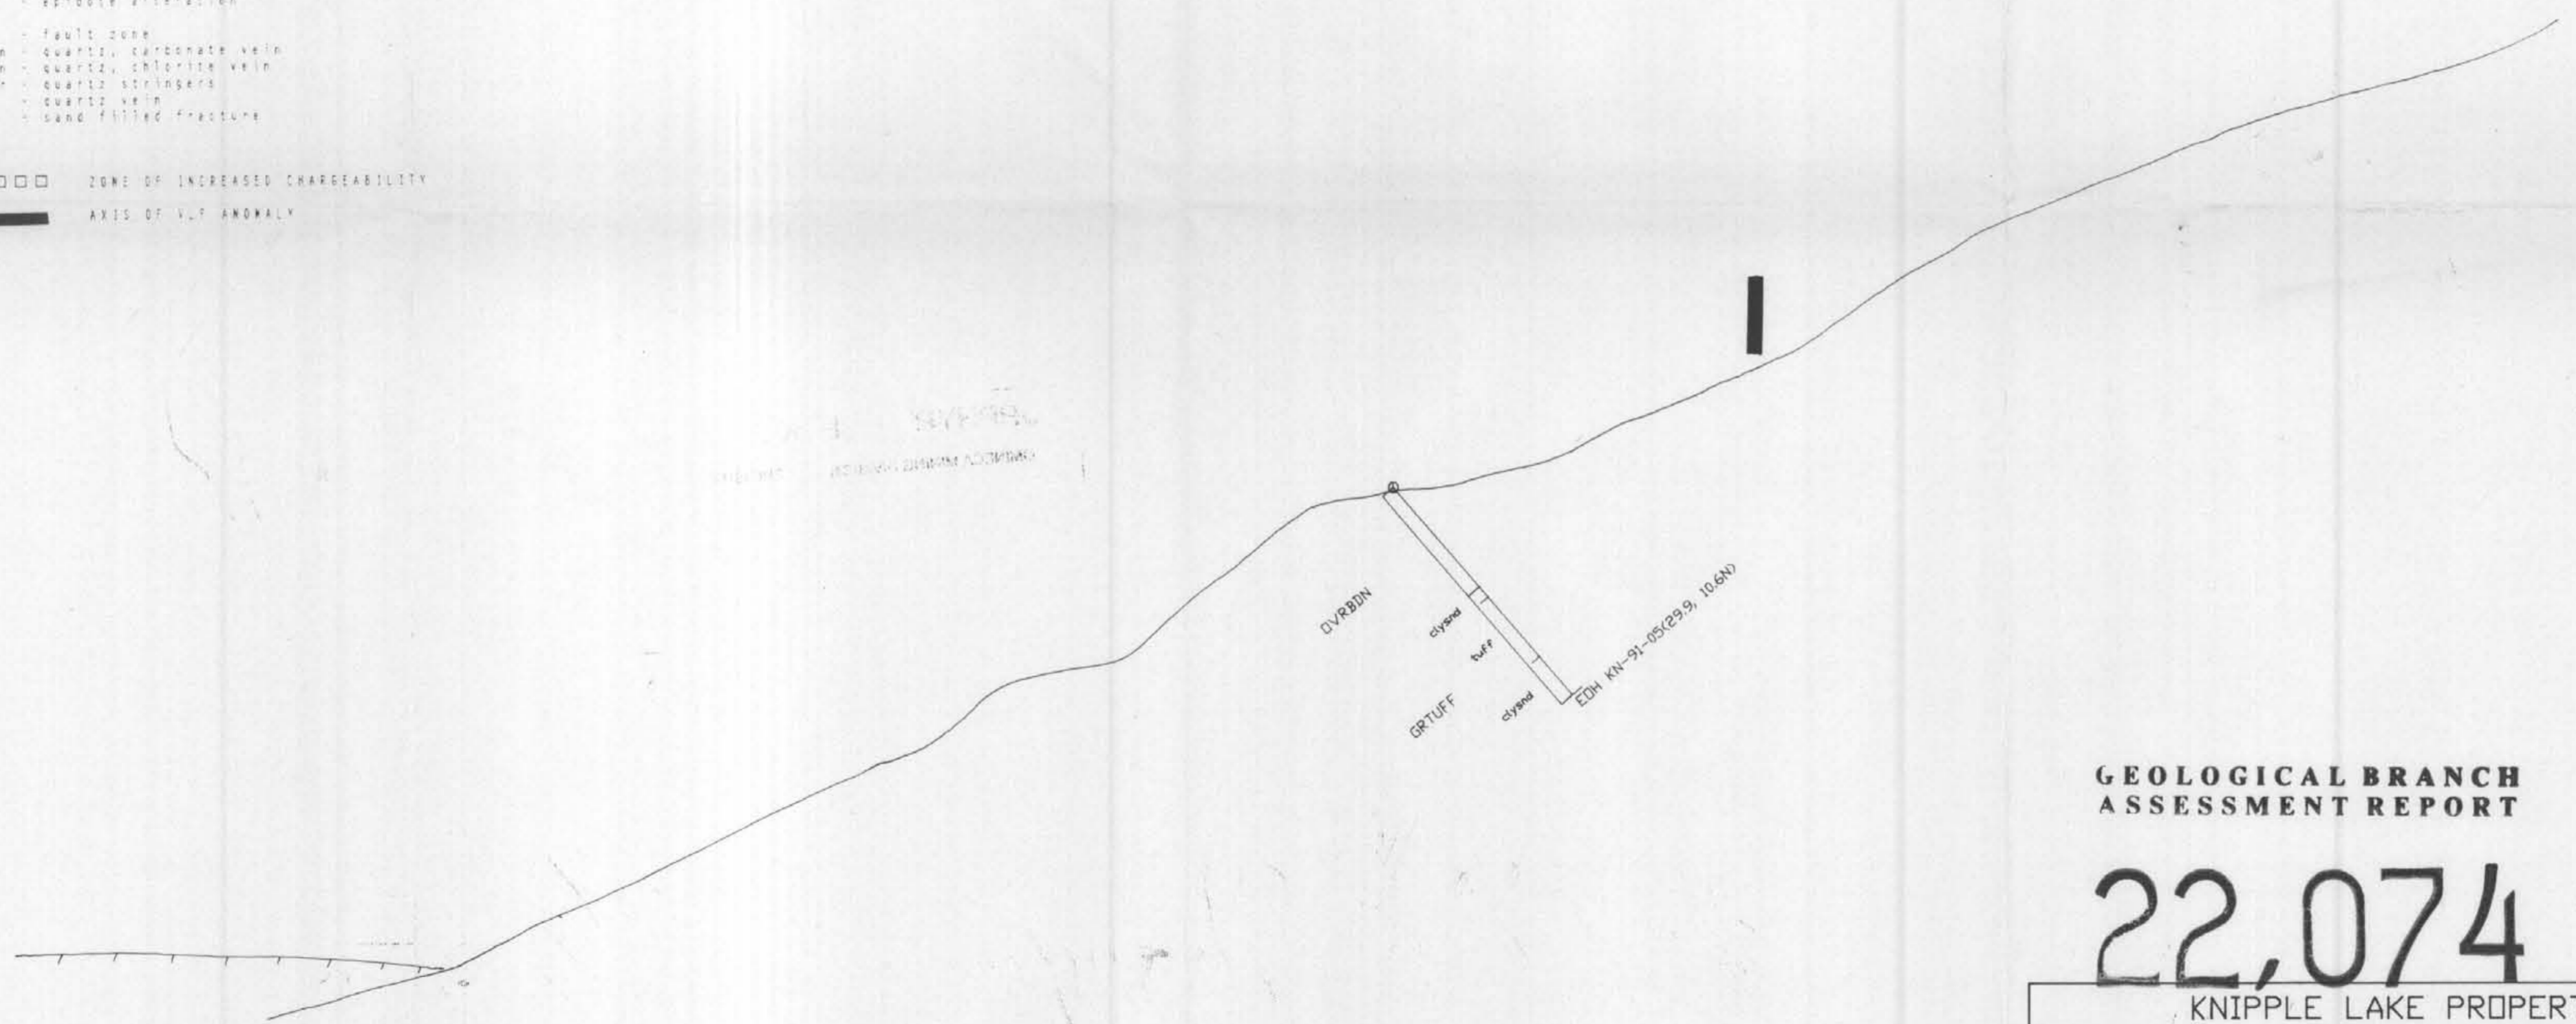 - epidote alteration
- fault zone
n - quartz, carbonate vein
n - quartz, chlorite vein
r - quartz stringers
- quartz vein
- sand filled fracture
ZONE OF INCREASED CHARGEABILITY
AXIS OF VLF ANOMALY
OVRBDN
clysnd
tuff
GRTUFF
clysnd
EOH KN-91-05(29.9, 10.6N)
GEOLOGICAL BRANCH
ASSESSMENT REPORT
22,074
KNIPPLE LAKE PROPERT